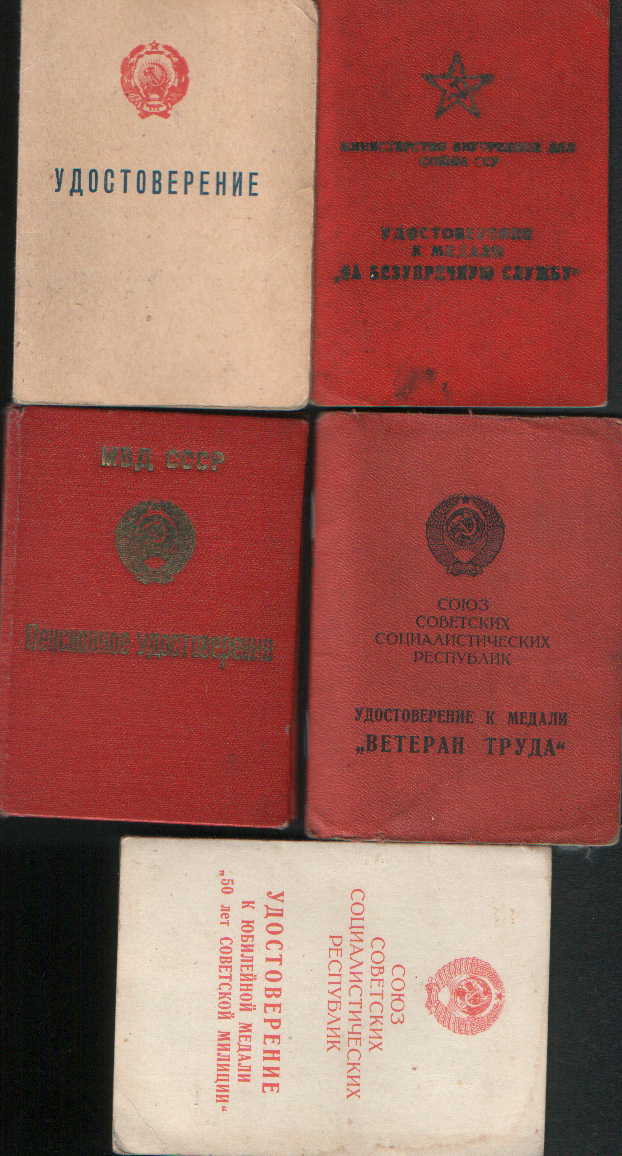 УДОСТОВЕРЕНИЕ
МИНИСТЕРСТВО ВНУТРЕННИХ ДЕЛ
СОЮЗА ССР
УДОСТОВЕРЕНИЕ
К МЕДАЛИ
„ЗА БЕЗУПРЕЧНУЮ СЛУЖБУ“
МВД СССР
Пенсионное удостоверение
СОЮЗ
СОВЕТСКИХ
СОЦИАЛИСТИЧЕСКИХ
РЕСПУБЛИК
УДОСТОВЕРЕНИЕ К МЕДАЛИ
„ВЕТЕРАН ТРУДА“
СОЮЗ
СОВЕТСКИХ
СОЦИАЛИСТИЧЕСКИХ
РЕСПУБЛИК
УДОСТОВЕРЕНИЕ
К ЮБИЛЕЙНОЙ МЕДАЛИ
„50 лет СОВЕТСКОЙ МИЛИЦИИ“